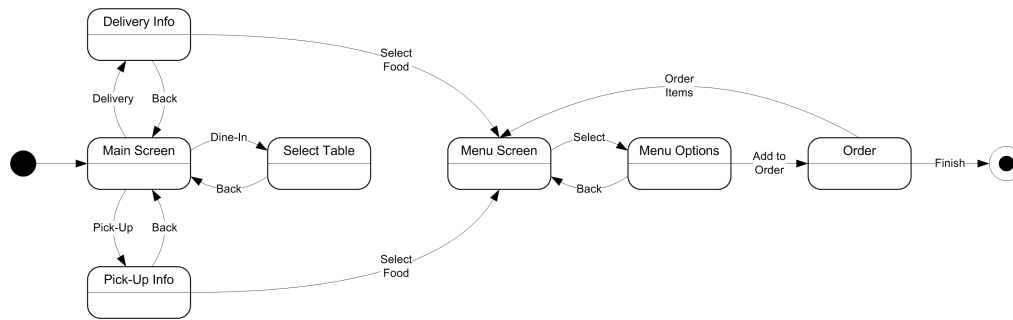 Delivery Info
Select
Food
Order
Items
Delivery
Back
Dine-In
Main Screen
Select Table
Menu Screen
Select
Menu Options
Order
Add to
Order
Finish
Back
Back
Pick-Up
Back
Select
Food
Pick-Up Info